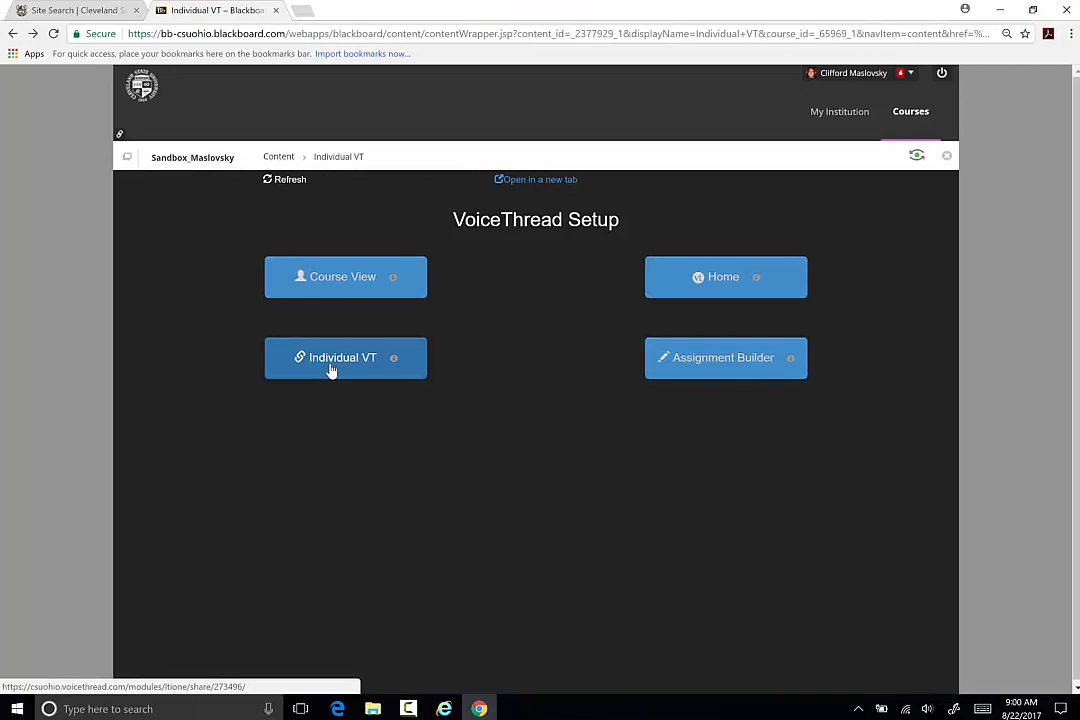 Site Search | Cleveland S
Individual VT – Blackboa
Secure
https://bb-csuohio.blackboard.com/webapps/blackboard/content/contentWrapper.jsp?content_id=_2377929_1&displayName=Individual+VT&course_id=_65969_1&navItem=content&href=%...
Apps
For quick access, place your bookmarks here on the bookmarks bar. Import bookmarks now...
Clifford Maslovsky 4
My Institution
Courses
Sandbox_Maslovsky
Content > Individual VT
Refresh
Open in a new tab
VoiceThread Setup
Course View
Home
Individual VT
Assignment Builder
https://csuohio.voicethread.com/modules/ltione/share/273496/
Type here to search
9:00 AM
8/22/2017